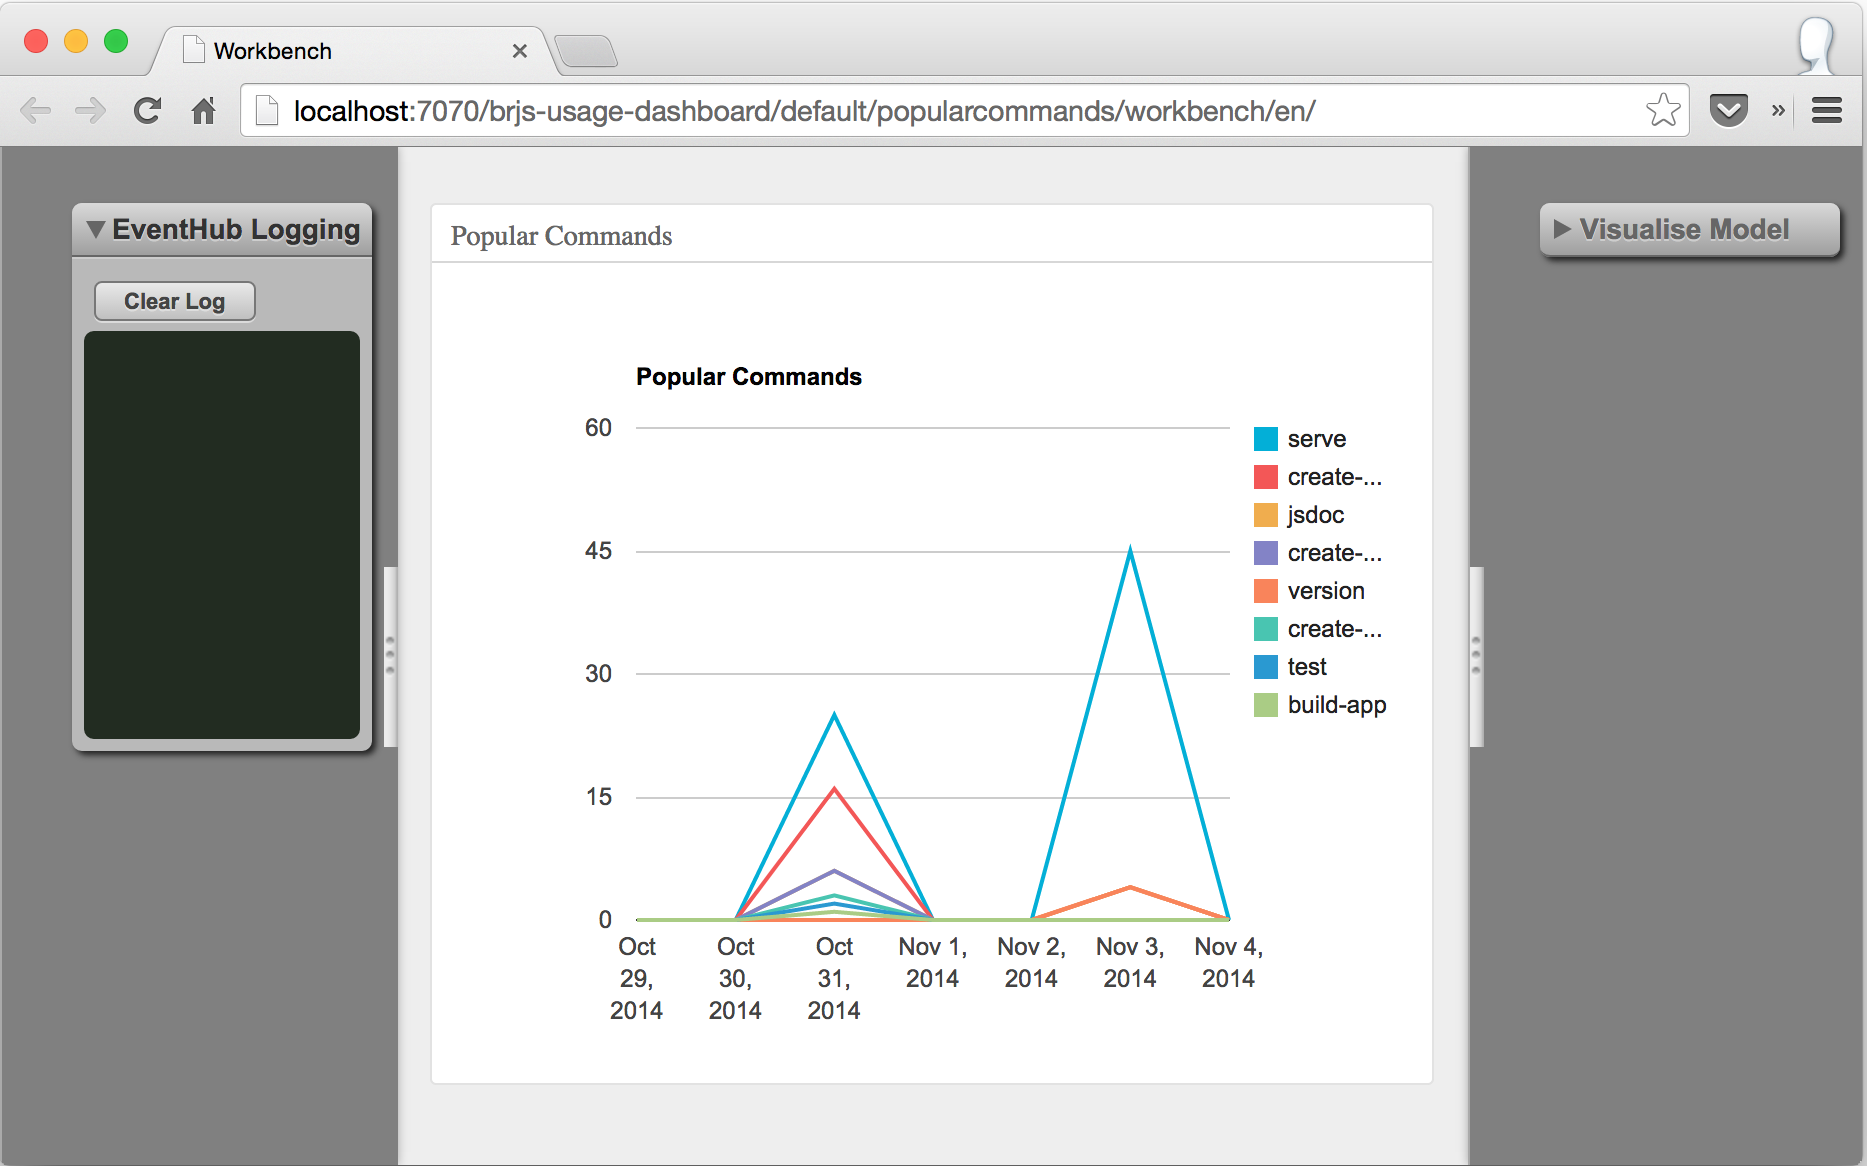 Workbench
localhost:7070/brjs-usage-dashboard/default/popularcommands/workbench/en/
EventHub Logging
Clear Log
Popular Commands
Visualise Model
Popular Commands
60
45
30
15
0
Oct 29, 2014
Oct 30, 2014
Oct 31, 2014
Nov 1, 2014
Nov 2, 2014
Nov 3, 2014
Nov 4, 2014
serve
create-...
jsdoc
create-...
version
create-...
test
build-app